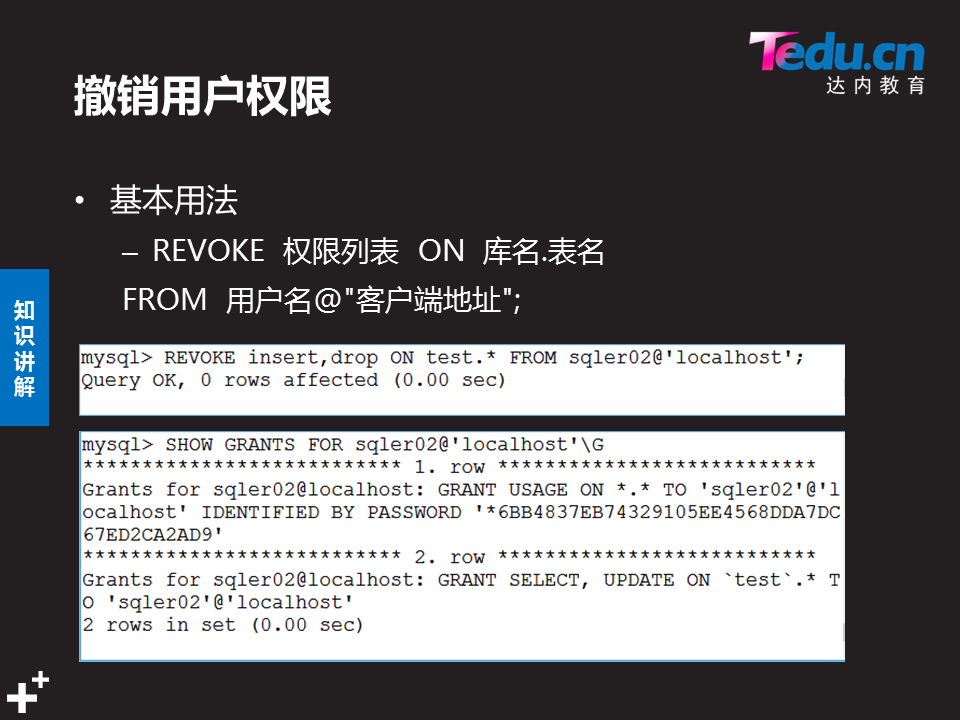 Tedu.cn
达内教育
撤销用户权限
• 基本用法
– REVOKE 权限列表 ON 库名.表名
FROM 用户名@"客户端地址";
知识讲解
mysql> REVOKE insert,drop ON test.* FROM sqler02@'localhost';
Query OK, 0 rows affected (0.00 sec)
mysql> SHOW GRANTS FOR sqler02@'localhost'\G
*************************** 1. row ***************************
Grants for sqler02@localhost: GRANT USAGE ON *.* TO 'sqler02'@'l
ocalhost' IDENTIFIED BY PASSWORD '*6BB4837EB74329105EE4568DDA7DC
67ED2CA2AD9'
*************************** 2. row ***************************
Grants for sqler02@localhost: GRANT SELECT, UPDATE ON `test`.* T
O 'sqler02'@'localhost'
2 rows in set (0.00 sec)